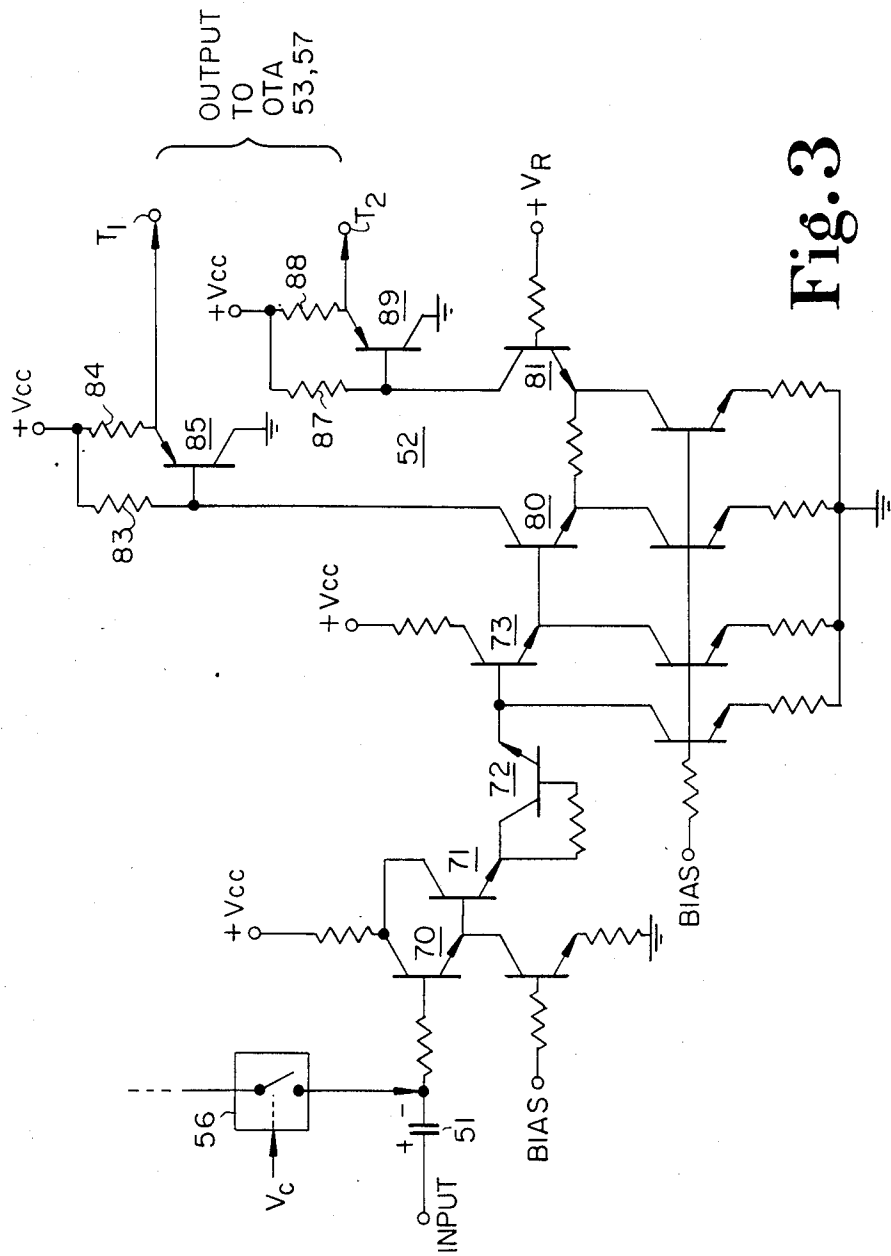 OUTPUT
TO
OTA
53,57
T1
T2
+Vcc
84
83
85
+Vcc
88
87
89
52
+VR
81
80
+Vcc
73
72
71
+Vcc
70
56
VC
+ -
51
INPUT
BIAS
BIAS
Fig. 3